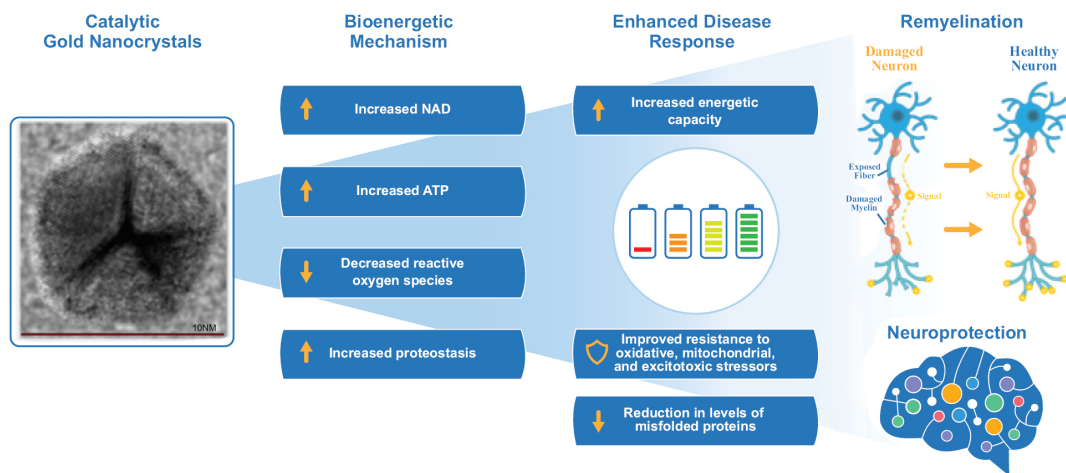 Catalytic
Gold Nanocrystals
10NM
Bioenergetic
Mechanism
Increased NAD
Increased ATP
Decreased reactive
oxygen species
Increased proteostasis
Enhanced Disease
Response
Increased energetic
capacity
Improved resistance to
oxidative, mitochondrial,
and excitotoxic stressors
Reduction in levels of
misfolded proteins
Remyelination
Damaged
Neuron
Healthy
Neuron
Exposed
Fiber
Damaged
Myelin
Signal
Signal
Neuroprotection